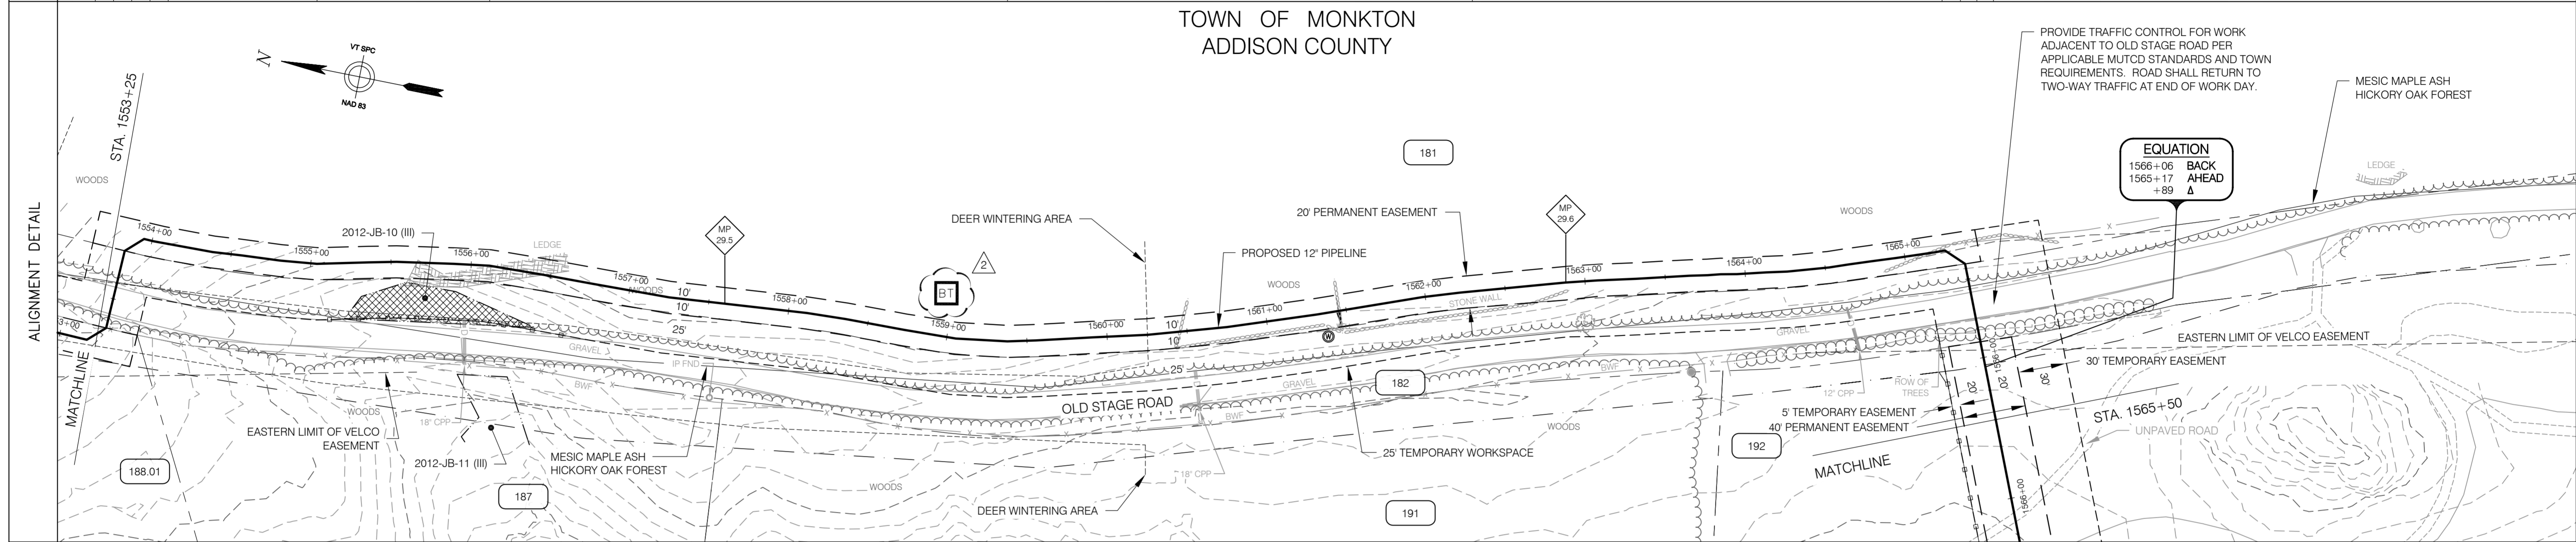 TOWN OF MONKTON
ADDISON COUNTY
ALIGNMENT DETAIL
N
VT SPC
NAD 83
STA. 1553+25
MATCHLINE
WOODS
3+00
1554+00
1555+00
2012-JB-10 (III)
1556+00
LEDGE
1557+00
WOODS
10'
10'
25'
MP
29.5
1558+00
BT
2
1559+00
DEER WINTERING AREA
1560+00
10'
10'
25'
PROPOSED 12" PIPELINE
20' PERMANENT EASEMENT
181
WOODS
1561+00
1562+00
STONE WALL
W
MP
29.6
1563+00
1564+00
WOODS
1565+00
PROVIDE TRAFFIC CONTROL FOR WORK
ADJACENT TO OLD STAGE ROAD PER
APPLICABLE MUTCD STANDARDS AND TOWN
REQUIREMENTS. ROAD SHALL RETURN TO
TWO-WAY TRAFFIC AT END OF WORK DAY.
MESIC MAPLE ASH
HICKORY OAK FOREST
EQUATION
1566+06 BACK
1565+17 AHEAD
+89 Δ
LEDGE
X
GRAVEL
IP FND
BWF
WOODS
18" CPP
EASTERN LIMIT OF VELCO
EASEMENT
2012-JB-11 (III)
MESIC MAPLE ASH
HICKORY OAK FOREST
188.01
187
OLD STAGE ROAD
GRAVEL
BWF
WOODS
18" CPP
DEER WINTERING AREA
182
25' TEMPORARY WORKSPACE
191
GRAVEL
BWF
WOODS
192
12" CPP
ROW OF
TREES
5' TEMPORARY EASEMENT
40' PERMANENT EASEMENT
MATCHLINE
STA. 1565+50
20'
20'
30'
1566+00
30' TEMPORARY EASEMENT
EASTERN LIMIT OF VELCO EASEMENT
UNPAVED ROAD
1566+00